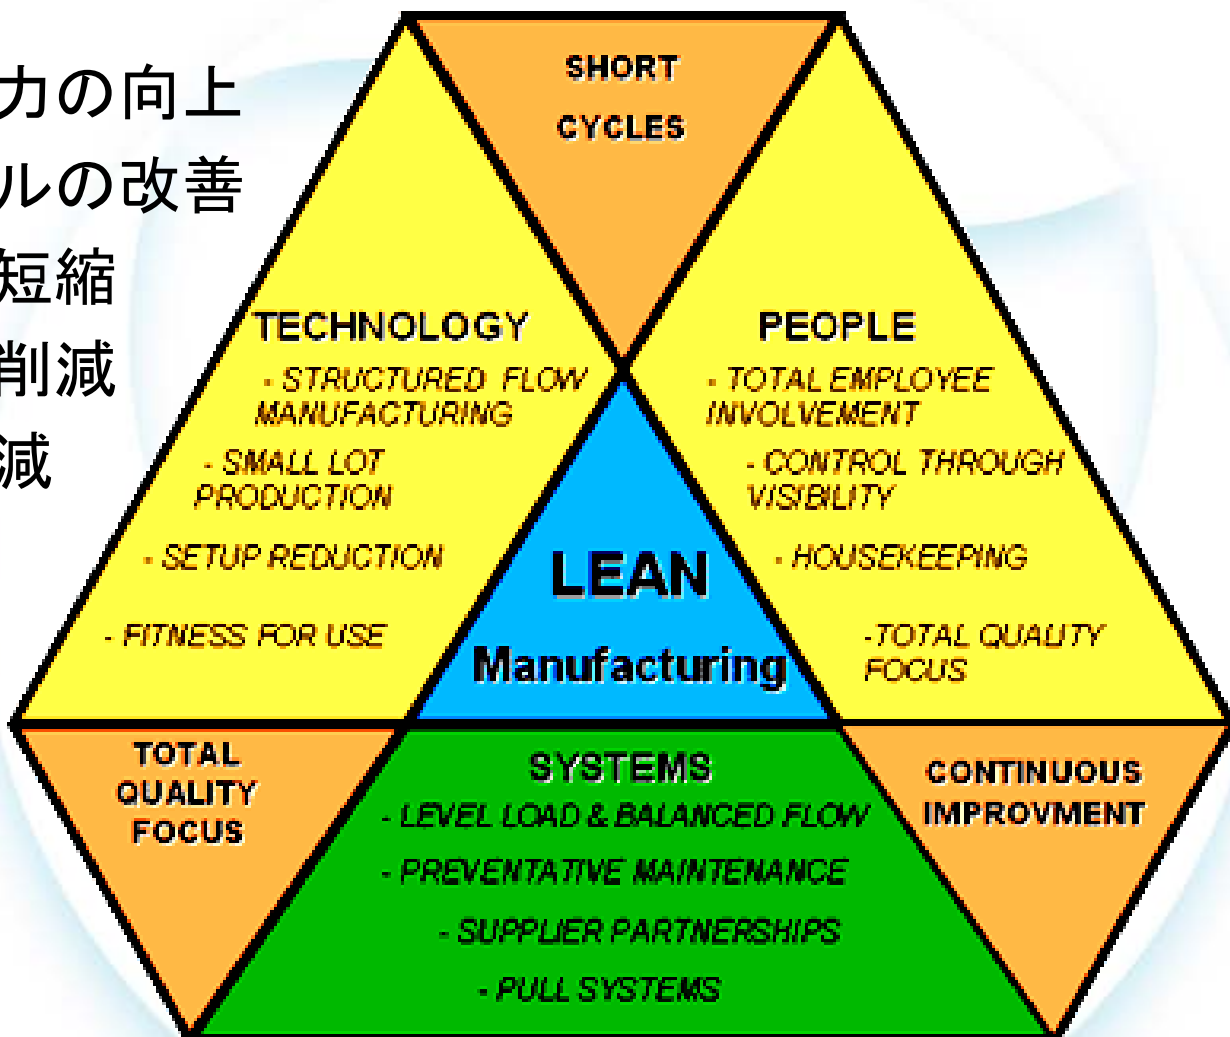 力の向上
ルの改善
短縮
削減
減
SHORT
CYCLES
TECHNOLOGY
- STRUCTURED FLOW
MANUFACTURING
- SMALL LOT
PRODUCTION
- SETUP REDUCTION
- FITNESS FOR USE
PEOPLE
- TOTAL EMPLOYEE
INVOLVEMENT
- CONTROL THROUGH
VISIBILITY
- HOUSEKEEPING
-TOTAL QUALITY
FOCUS
LEAN
Manufacturing
TOTAL
QUALITY
FOCUS
SYSTEMS
- LEVEL LOAD & BALANCED FLOW
- PREVENTATIVE MAINTENANCE
- SUPPLIER PARTNERSHIPS
- PULL SYSTEMS
CONTINUOUS
IMPROVMENT